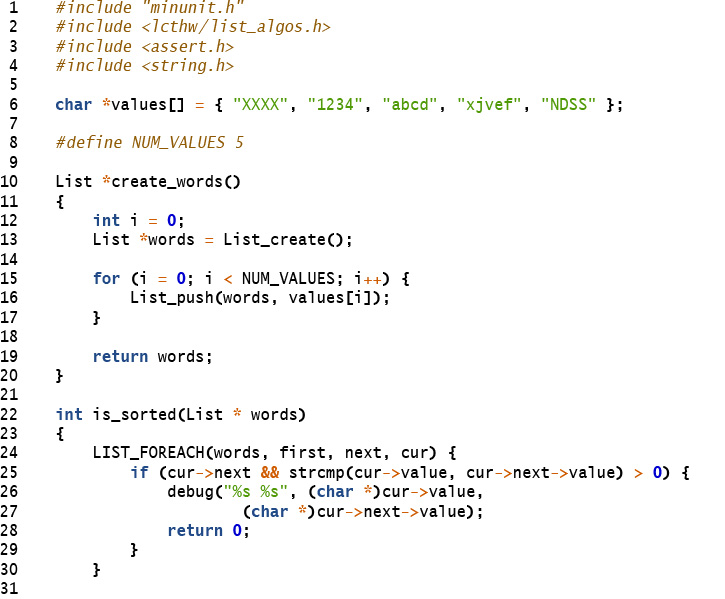 1 #include "minunit.h"
2 #include <lcthw/list_algos.h>
3 #include <assert.h>
4 #include <string.h>
5
6 char *values[] = { "XXXX", "1234", "abcd", "xjvef", "NDSS" };
7
8 #define NUM_VALUES 5
9
10 List *create_words()
11 {
12     int i = 0;
13     List *words = List_create();
14
15     for (i = 0; i < NUM_VALUES; i++) {
16         List_push(words, values[i]);
17     }
18
19     return words;
20 }
21
22 int is_sorted(List * words)
23 {
24     LIST_FOREACH(words, first, next, cur) {
25         if (cur->next && strcmp(cur->value, cur->next->value) > 0) {
26             debug("%s %s", (char *)cur->value,
27                     (char *)cur->next->value);
28             return 0;
29         }
30     }
31